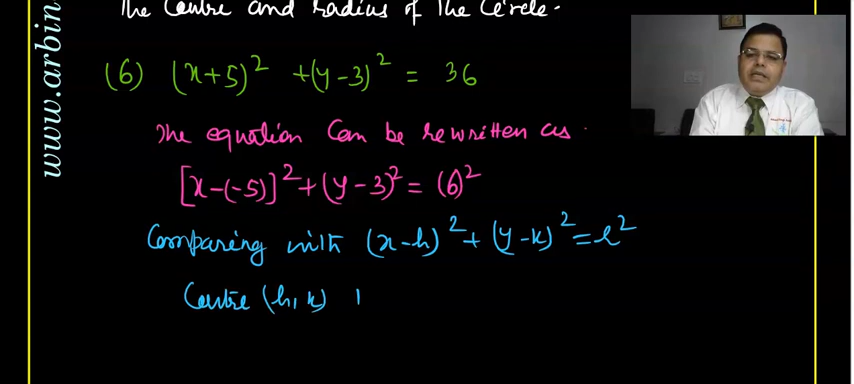 The Centre and radius of The Circle.
(6) (x+5)² + (y-3)² = 36
The equation Can be rewritten as
[x-(-5)]² + (y-3)² = (6)²
Comparing with (x-h)² + (y-k)² = r²
Centre (h, k)
www.arbin